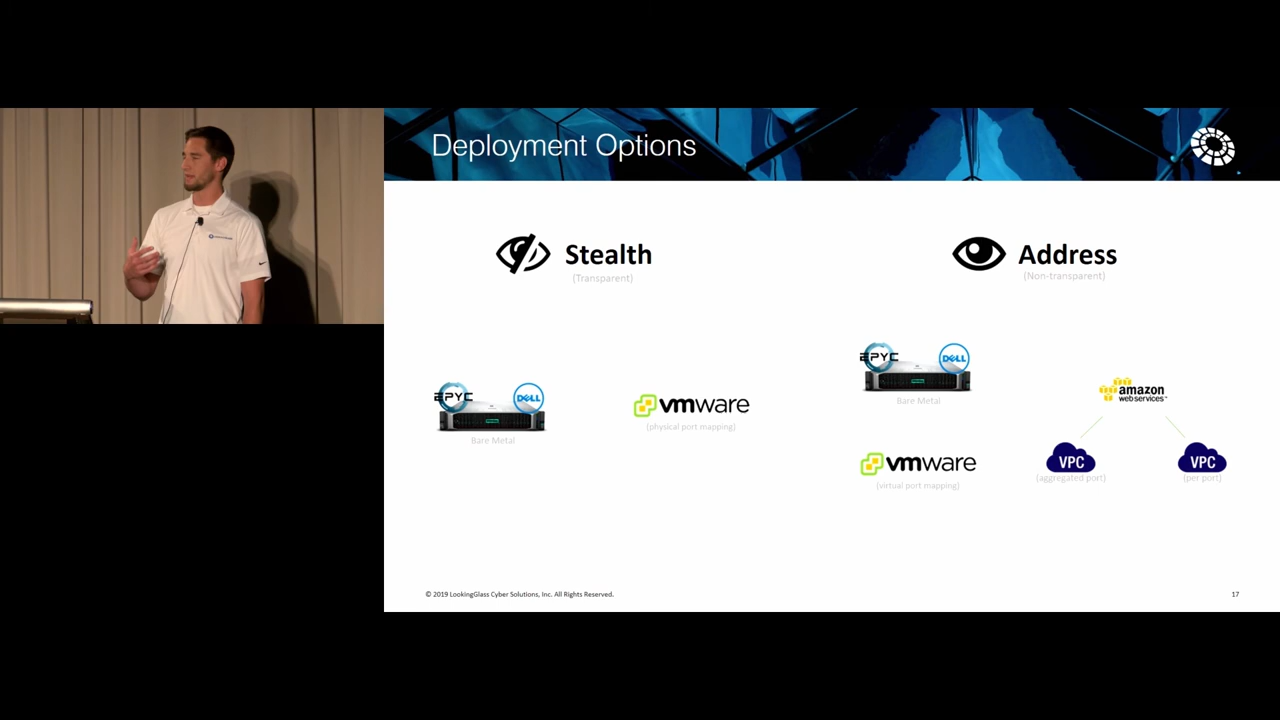 Deployment Options
Stealth
(Transparent)
Address
(Non-transparent)
EPYC
DELL
Bare Metal
vmware
(physical port mapping)
EPYC
DELL
Bare Metal
vmware
(virtual port mapping)
amazon
web services™
VPC
(aggregated port)
VPC
(per port)
© 2019 LookingGlass Cyber Solutions, Inc. All Rights Reserved.
17